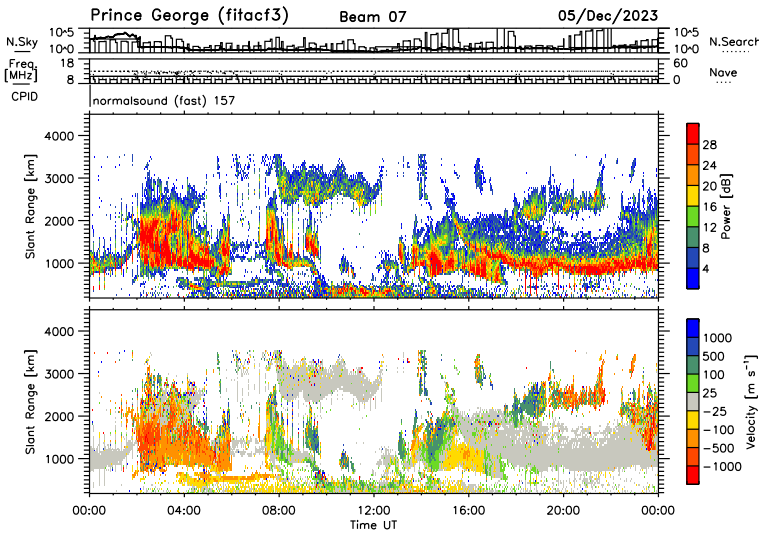 Prince George (fitacf3) Beam 07 05/Dec/2023
N.Sky 10^5 10^0 10^5 10^0 N.Search
Freq. [MHz] 18 8 60 0 Nave
CPID normalsound (fast) 157
Slant Range [km] 4000 3000 2000 1000
Power [dB] 28 24 20 16 12 8 4
Slant Range [km] 4000 3000 2000 1000
Velocity [m s⁻¹] 1000 500 100 25 −25 −100 −500 −1000
00:00 04:00 08:00 12:00 16:00 20:00 00:00
Time UT